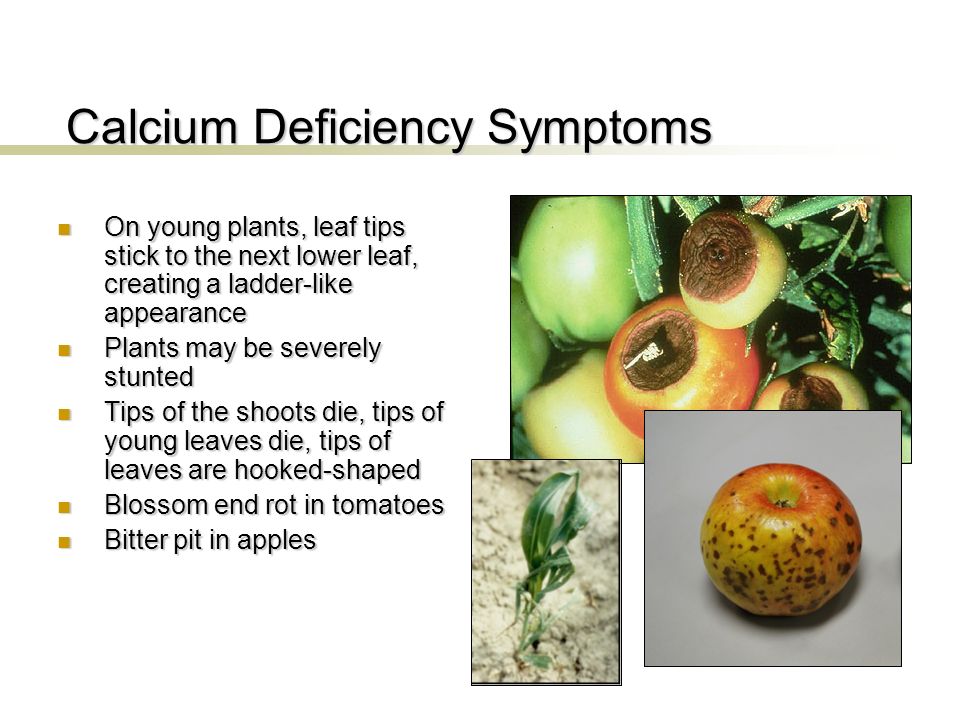 Calcium Deficiency Symptoms
On young plants, leaf tips
stick to the next lower leaf,
creating a ladder-like
appearance
Plants may be severely
stunted
Tips of the shoots die, tips of
young leaves die, tips of
leaves are hooked-shaped
Blossom end rot in tomatoes
Bitter pit in apples